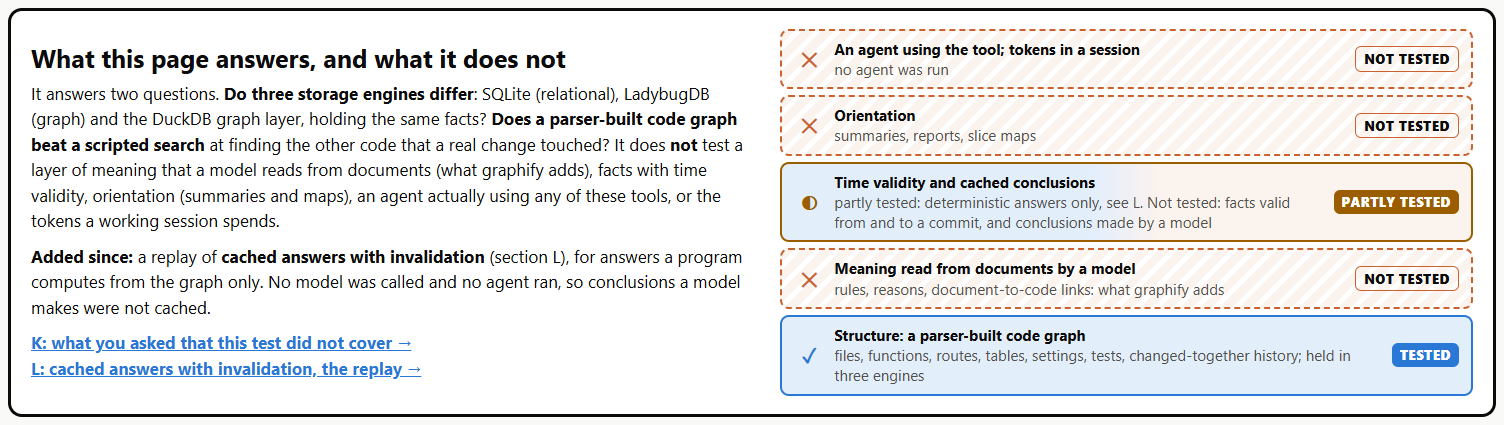 What this page answers, and what it does not
It answers two questions. Do three storage engines differ: SQLite (relational), LadybugDB
(graph) and the DuckDB graph layer, holding the same facts? Does a parser-built code graph
beat a scripted search at finding the other code that a real change touched? It does not test a
layer of meaning that a model reads from documents (what graphify adds), facts with time
validity, orientation (summaries and maps), an agent actually using any of these tools, or the
tokens a working session spends.
Added since: a replay of cached answers with invalidation (section L), for answers a program
computes from the graph only. No model was called and no agent ran, so conclusions a model
makes were not cached.
K: what you asked that this test did not cover →
L: cached answers with invalidation, the replay →
An agent using the tool; tokens in a session
no agent was run
NOT TESTED
Orientation
summaries, reports, slice maps
NOT TESTED
Time validity and cached conclusions
partly tested: deterministic answers only, see L. Not tested: facts valid
from and to a commit, and conclusions made by a model
PARTLY TESTED
Meaning read from documents by a model
rules, reasons, document-to-code links: what graphify adds
NOT TESTED
Structure: a parser-built code graph
files, functions, routes, tables, settings, tests, changed-together history; held in
three engines
TESTED